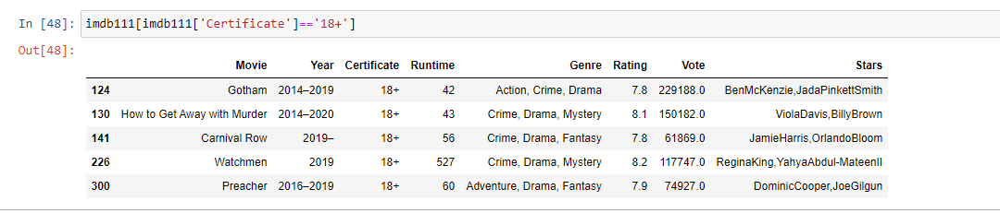 In [48]: imdb111[imdb111['Certificate']=='18+']
Out[48]:
Movie Year Certificate Runtime Genre Rating Vote Stars
124 Gotham 2014–2019 18+ 42 Action, Crime, Drama 7.8 229188.0 BenMcKenzie,JadaPinkettSmith
130 How to Get Away with Murder 2014–2020 18+ 43 Crime, Drama, Mystery 8.1 150182.0 ViolaDavis,BillyBrown
141 Carnival Row 2019– 18+ 56 Crime, Drama, Fantasy 7.8 61869.0 JamieHarris,OrlandoBloom
226 Watchmen 2019 18+ 527 Crime, Drama, Mystery 8.2 117747.0 ReginaKing,YahyaAbdul-MateenII
300 Preacher 2016–2019 18+ 60 Adventure, Drama, Fantasy 7.9 74927.0 DominicCooper,JoeGilgun